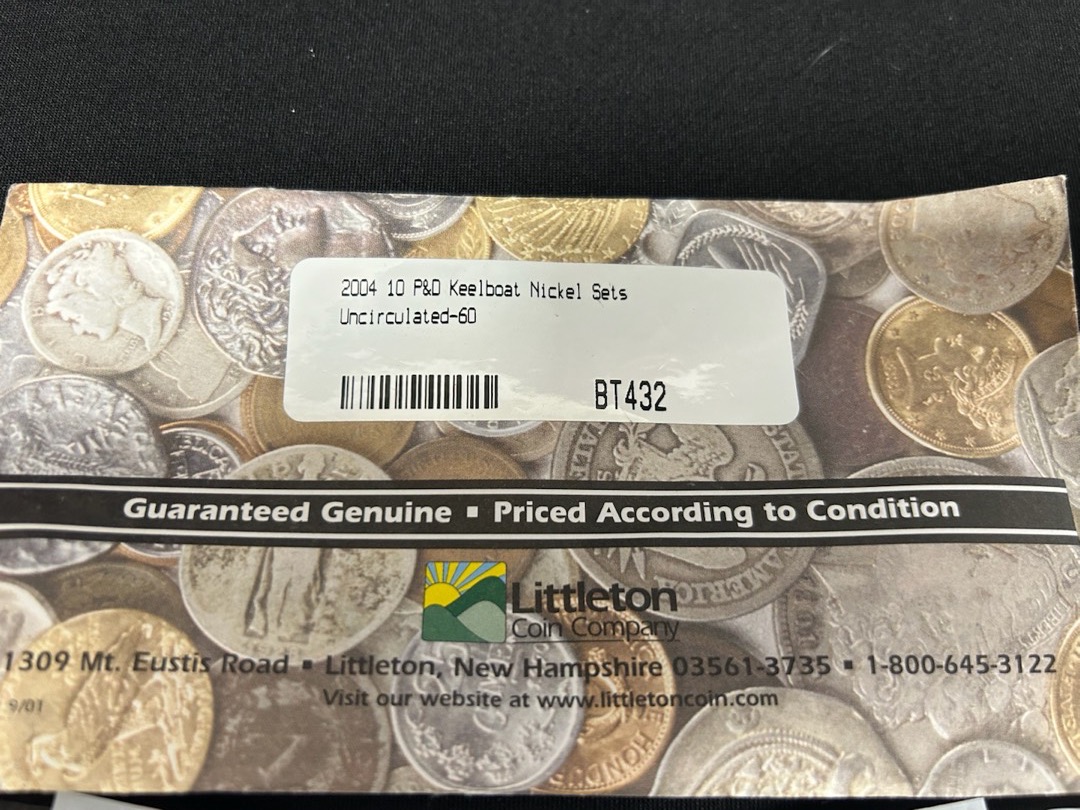 2004 10 P&D Keelboat Nickel Sets
Uncirculated-60
BT432
Guaranteed Genuine ▪ Priced According to Condition
Littleton
Coin Company
1309 Mt. Eustis Road ▪ Littleton, New Hampshire 03561-3735 ▪ 1-800-645-3122
Visit our website at www.littletoncoin.com
9/01
AMERICA
HONDU